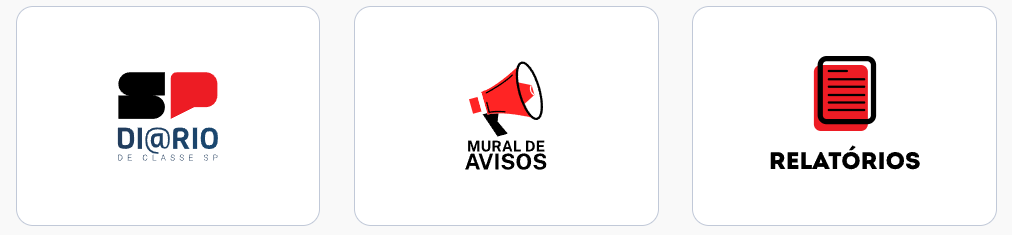 SP
DI@RIO
DE CLASSE SP
MURAL DE
AVISOS
RELATÓRIOS